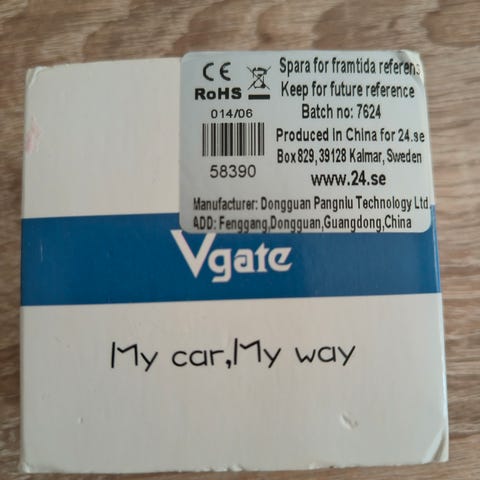 CE
RoHS
014/06
58390
Spara for framtida referens
Keep for future reference
Batch no: 7624
Produced in China for 24.se
Box 829, 39128 Kalmar, Sweden
www.24.se
Manufacturer: Dongguan Pangniu Technology Ltd.
ADD: Fenggang,Dongguan,Guangdong,China
Vgate
My car,My way